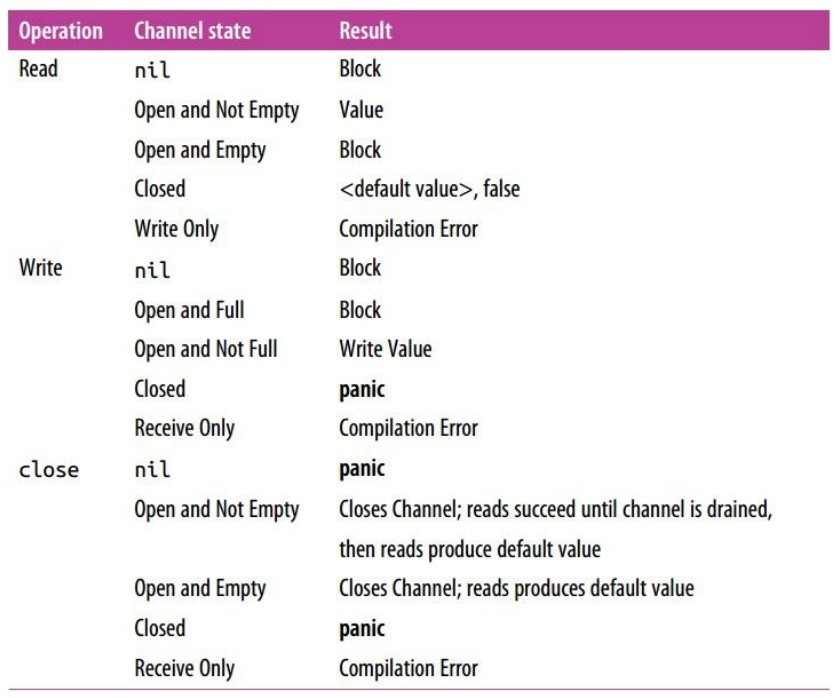 Operation Channel state Result
Read nil Block
Open and Not Empty Value
Open and Empty Block
Closed <default value>, false
Write Only Compilation Error
Write nil Block
Open and Full Block
Open and Not Full Write Value
Closed panic
Receive Only Compilation Error
close nil panic
Open and Not Empty Closes Channel; reads succeed until channel is drained,
then reads produce default value
Open and Empty Closes Channel; reads produces default value
Closed panic
Receive Only Compilation Error